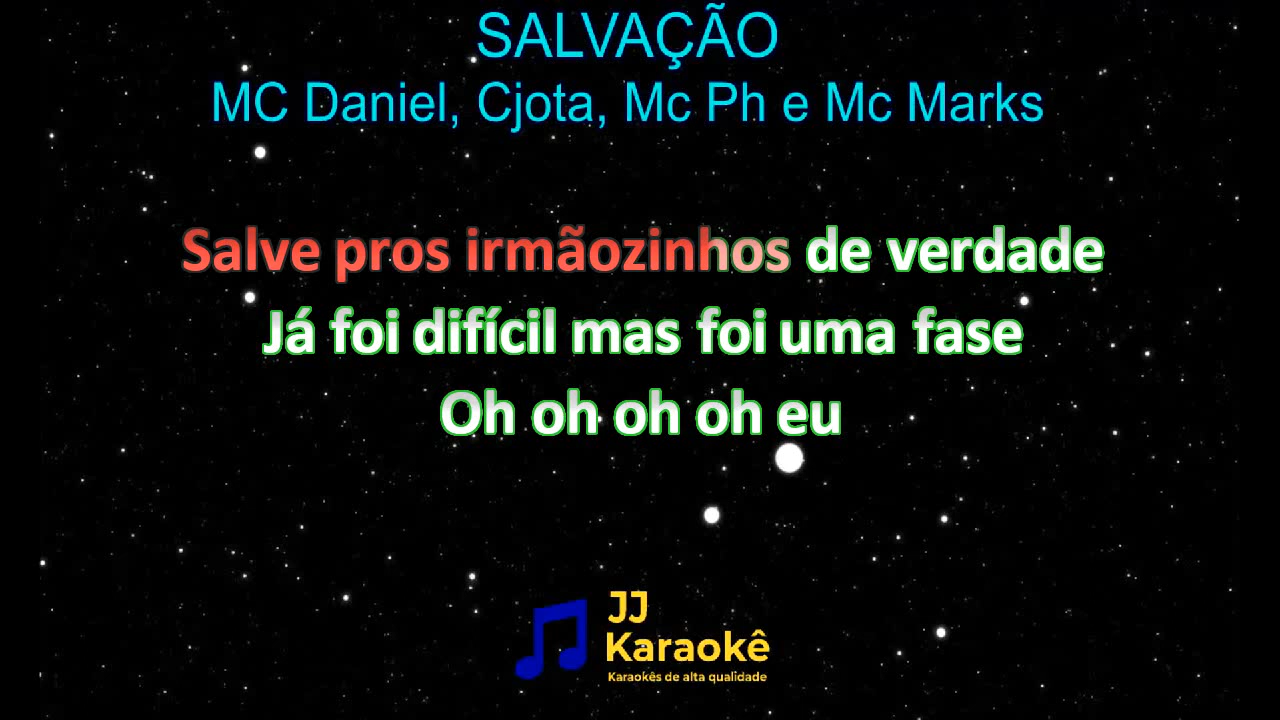 SALVAÇÃO
MC Daniel, Cjota, Mc Ph e Mc Marks
Salve pros irmãozinhos de verdade
Já foi difícil mas foi uma fase
Oh oh oh oh eu
JJ
Karaokê
Karaokês de alta qualidade